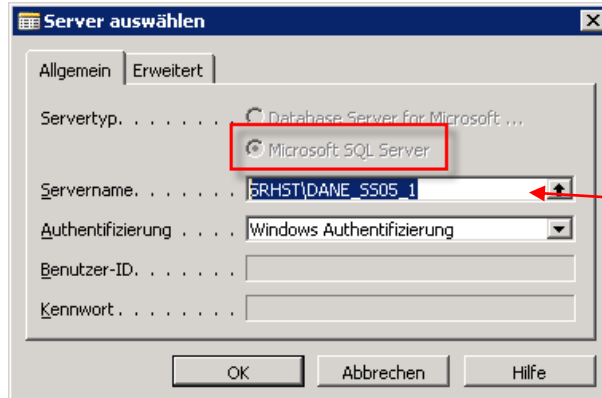 Server auswählen
Allgemein Erweitert
Servertyp. . . . . . . . Database Server for Microsoft ...
Microsoft SQL Server
Servername. . . . . . . SRHST\DANE_SS05_1
Authentifizierung . . . . Windows Authentifizierung
Benutzer-ID. . . . . . .
Kennwort . . . . . . . .
OK Abbrechen Hilfe